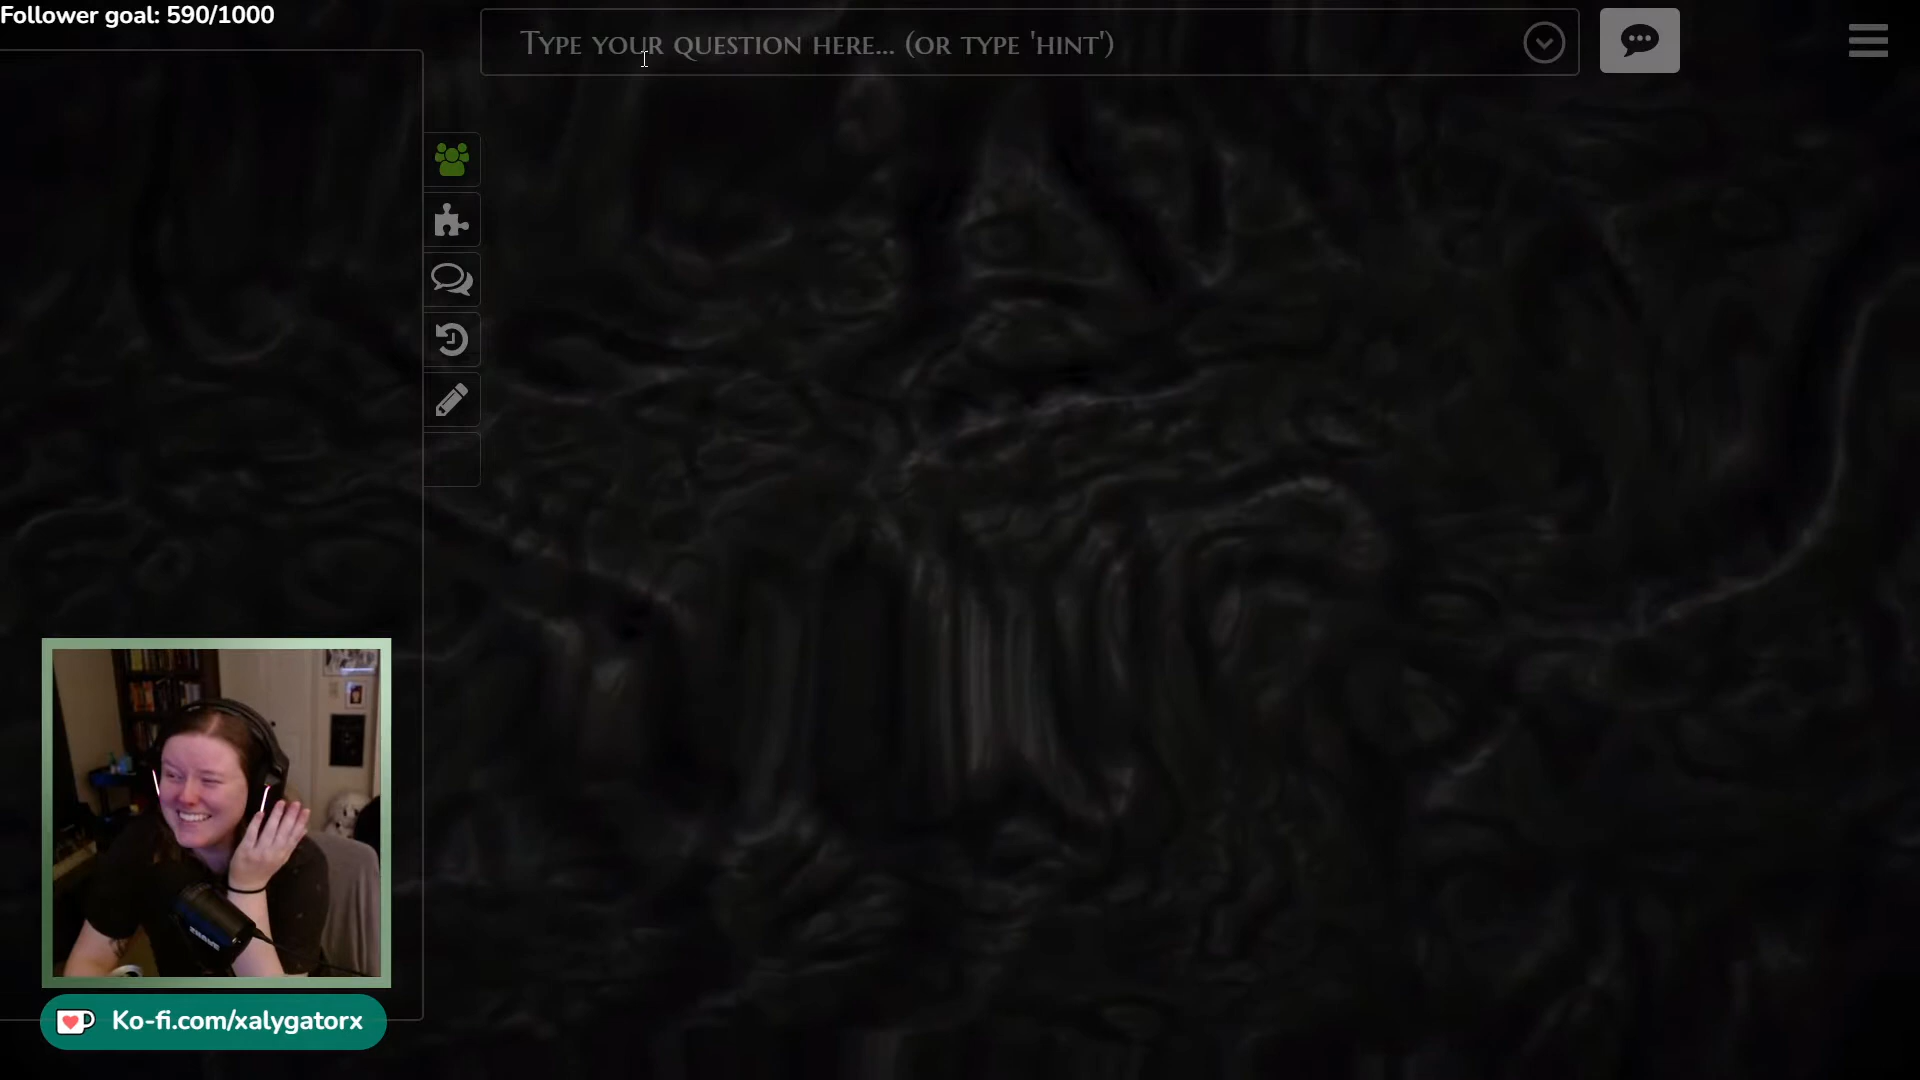 Follower goal: 590/1000
Type your question here... (or type 'hint')
Ko-fi.com/xalygatorx